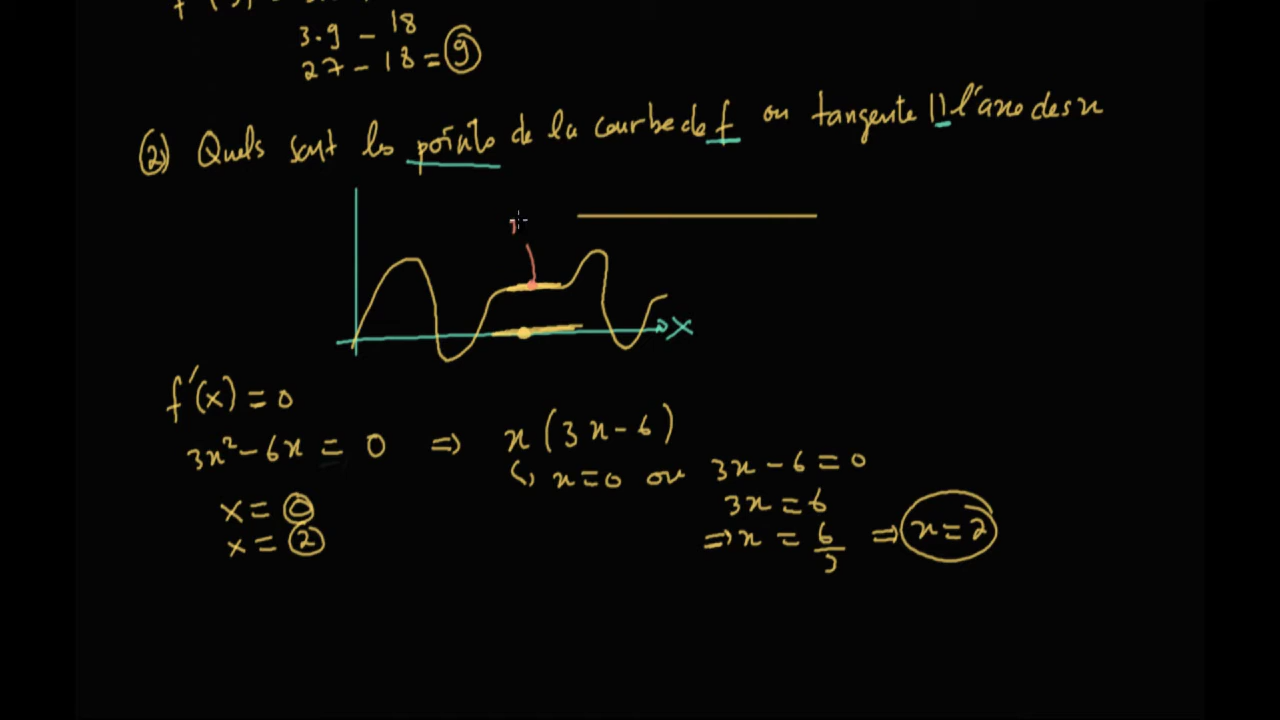 3.9 - 18
27 - 18 = 9
(2) Quels sont les points de la courbe de f ou tangente || l'axe des x
x
f'(x) = 0
3x² - 6x = 0 => x(3x - 6)
↳ x = 0 ou 3x - 6 = 0
x = 0
3x = 6
x = 2
=> x = 6/3 => x = 2